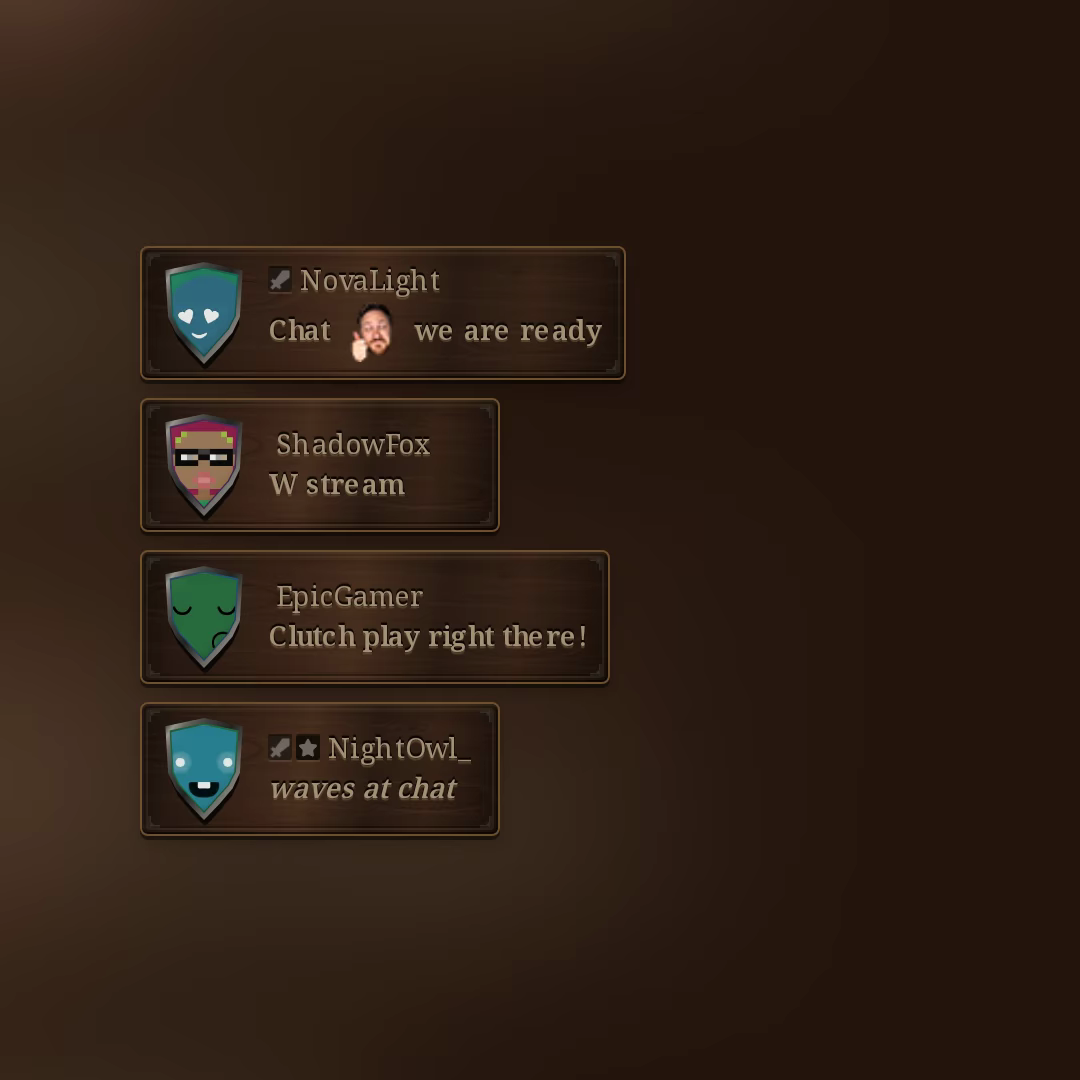 NovaLight
Chat we are ready
ShadowFox
W stream
EpicGamer
Clutch play right there!
NightOwl_
waves at chat